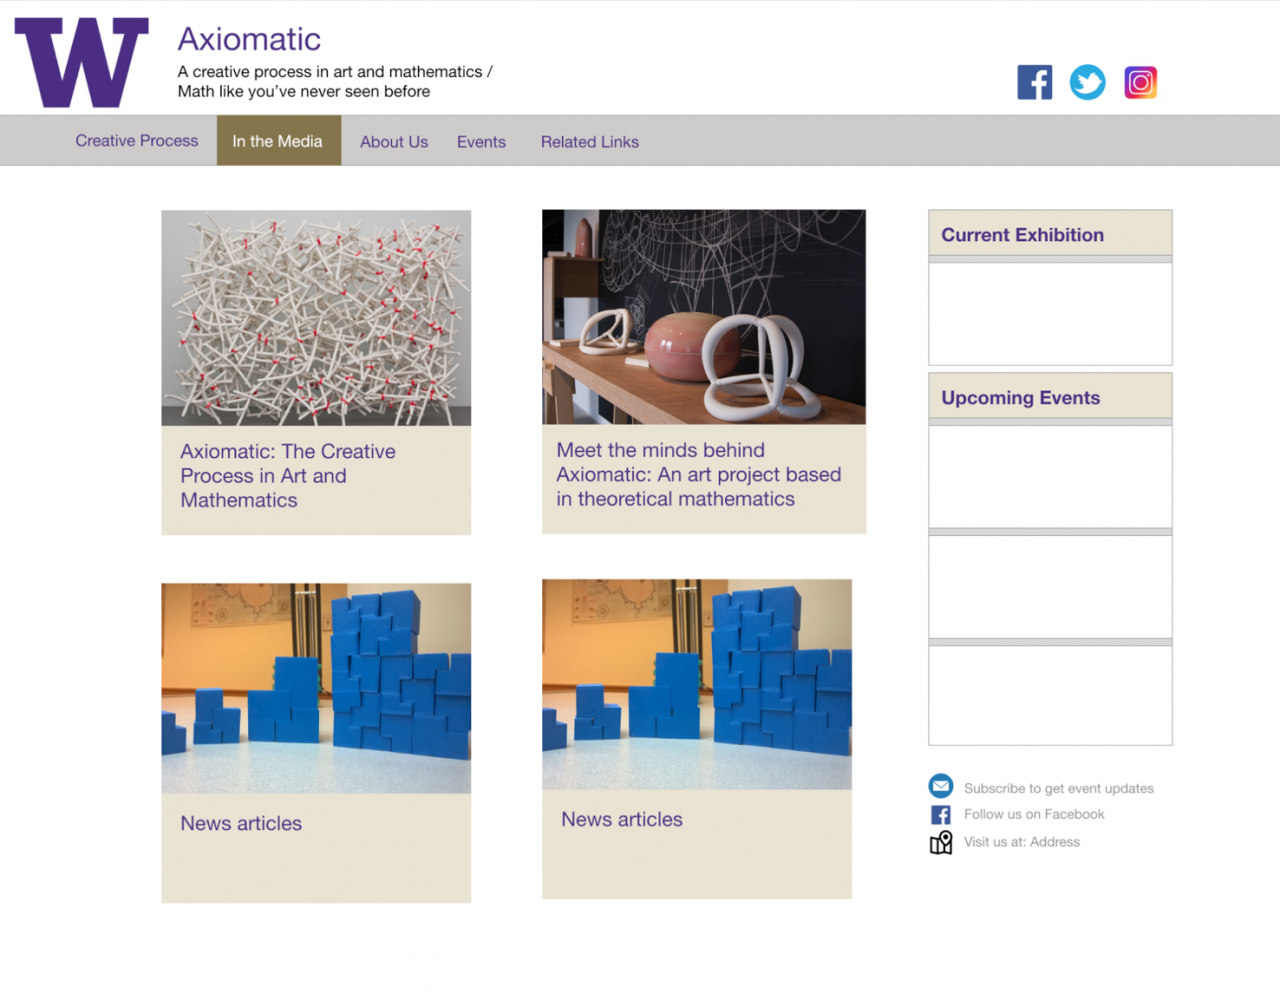 W
Axiomatic
A creative process in art and mathematics /
Math like you've never seen before
Creative Process
In the Media
About Us
Events
Related Links
Axiomatic: The Creative
Process in Art and
Mathematics
Meet the minds behind
Axiomatic: An art project based
in theoretical mathematics
News articles
News articles
Current Exhibition
Upcoming Events
Subscribe to get event updates
Follow us on Facebook
Visit us at: Address